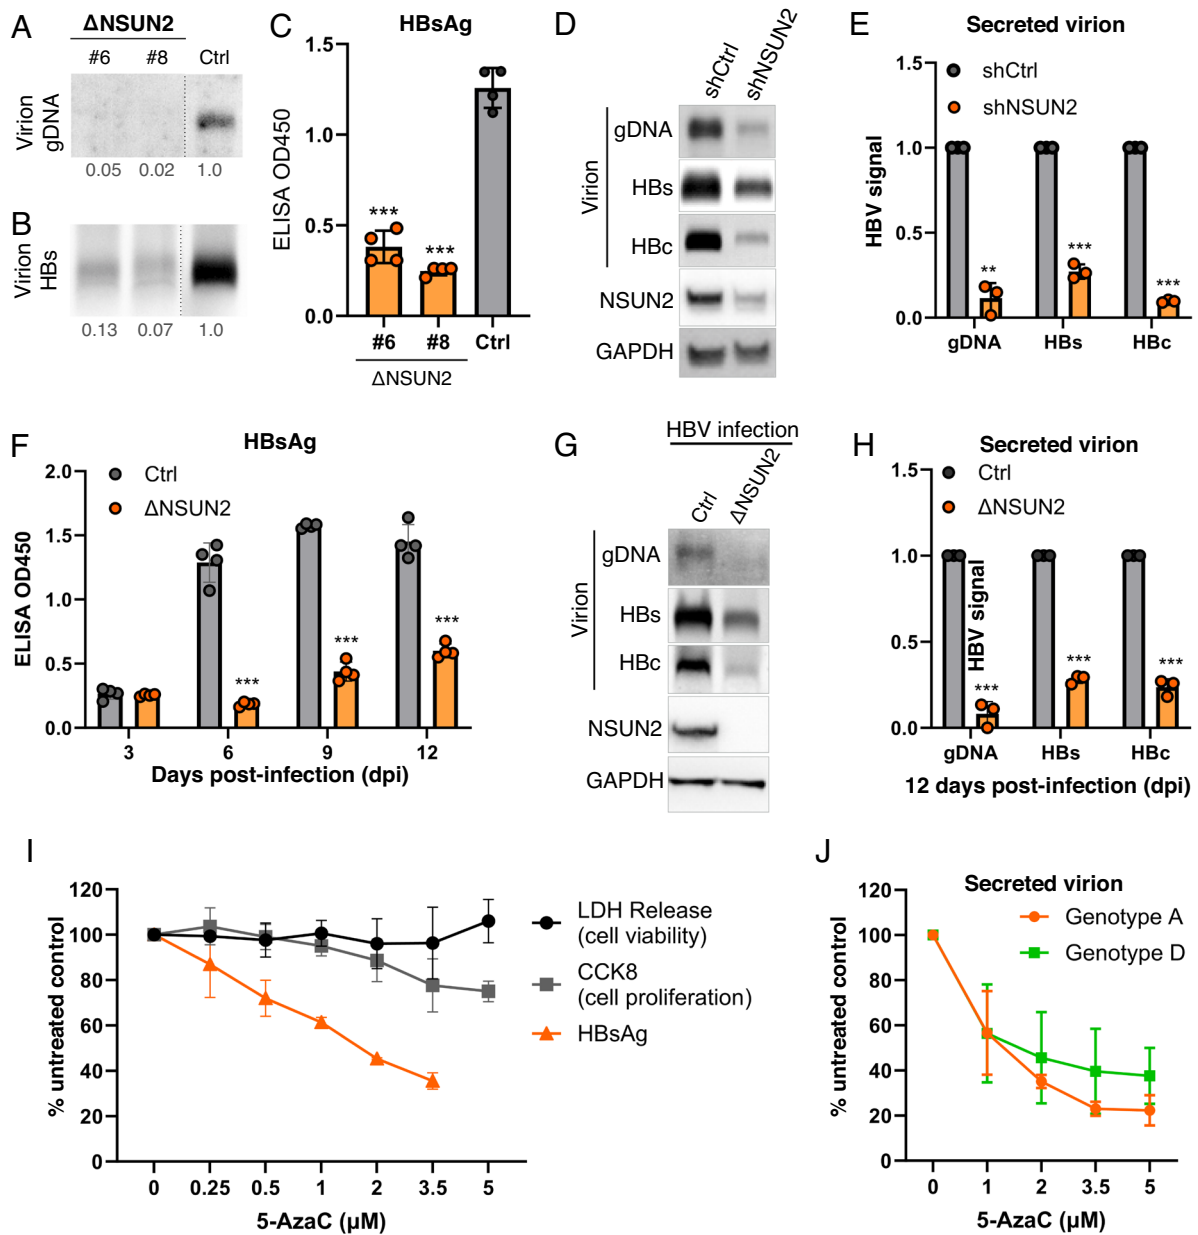 A
ΔNSUN2
#6 #8 Ctrl
Virion
gDNA
0.05 0.02 1.0
B
Virion
HBs
0.13 0.07 1.0
C
HBsAg
ELISA OD450
1.5
1.0
0.5
0.0
***
***
#6 #8 Ctrl
ΔNSUN2
D
shCtrl
shNSUN2
Virion
gDNA
HBs
HBc
NSUN2
GAPDH
E
Secreted virion
shCtrl
shNSUN2
HBV signal
1.5
1.0
0.5
0.0
**
***
***
gDNA HBs HBc
F
HBsAg
Ctrl
ΔNSUN2
ELISA OD450
2.0
1.5
1.0
0.5
0.0
***
***
***
3 6 9 12
Days post-infection (dpi)
G
HBV infection
Ctrl
ΔNSUN2
Virion
gDNA
HBs
HBc
NSUN2
GAPDH
H
Secreted virion
Ctrl
ΔNSUN2
HBV signal
1.5
1.0
0.5
0.0
***
***
***
gDNA HBs HBc
12 days post-infection (dpi)
I
% untreated control
120
100
80
60
40
20
0
0 0.25 0.5 1 2 3.5 5
5-AzaC (μM)
LDH Release
(cell viability)
CCK8
(cell proliferation)
HBsAg
J
Secreted virion
Genotype A
Genotype D
% untreated control
120
100
80
60
40
20
0
0 1 2 3.5 5
5-AzaC (μM)